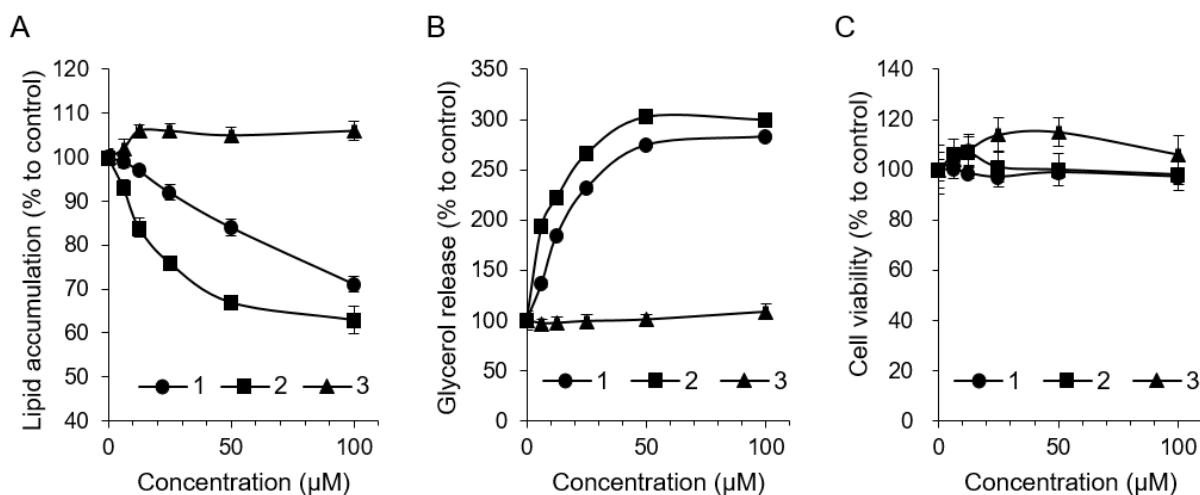 A
Lipid accumulation (% to control)
120
110
100
90
80
70
60
50
40
1 2 3
0 50 100
Concentration (µM)
B
Glycerol release (% to control)
350
300
250
200
150
100
50
0
1 2 3
0 50 100
Concentration (µM)
C
Cell viability (% to control)
140
120
100
80
60
40
20
0
1 2 3
0 50 100
Concentration (µM)